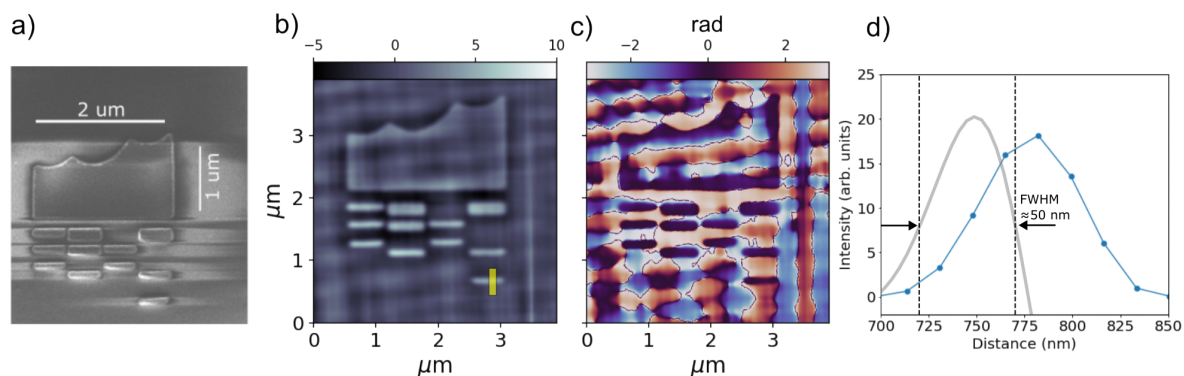 a)
2 um
1 um
b)
−5 0 5 10
3
2
1
0
μm
0 1 2 3
μm
c)
rad
−2 0 2
0 1 2 3
μm
d)
25
20
15
10
5
0
Intensity (arb. units)
FWHM
≈50 nm
700 725 750 775 800 825 850
Distance (nm)